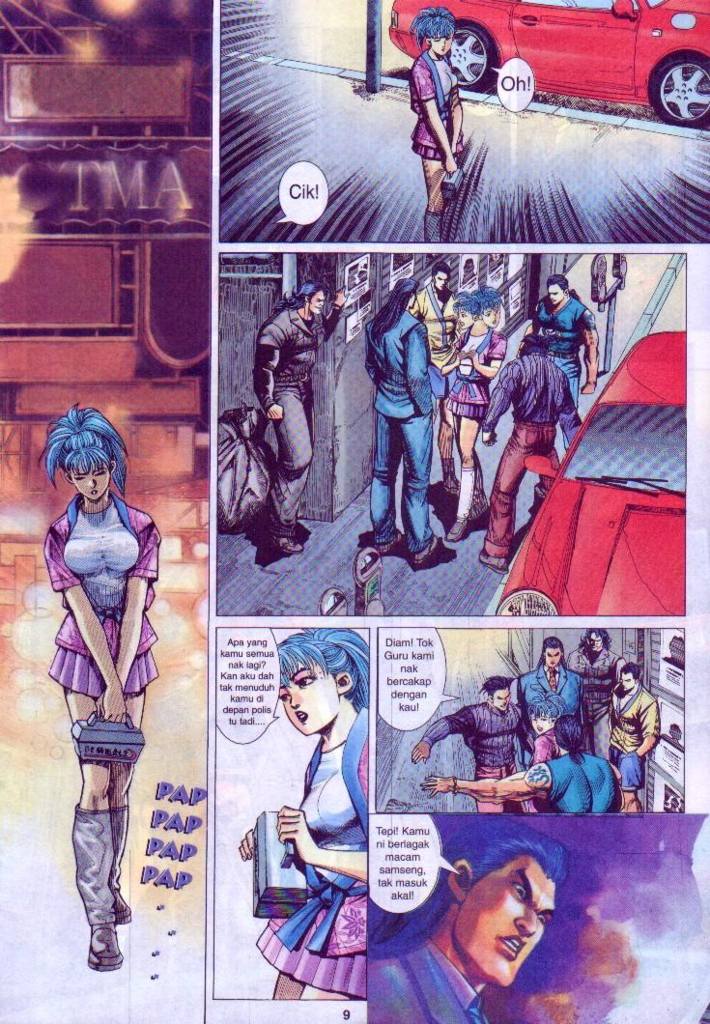 TMA
PAP
PAP
PAP
PAP
Oh!
Cik!
Apa yang
kamu semua
nak lagi?
Kan aku dah
tak menuduh
kamu di
depan polis
tu tadi....
Diam! Tok
Guru kami
nak
bercakap
dengan
kau!
Tepi! Kamu
ni berlagak
macam
samseng,
tak masuk
akal!
9